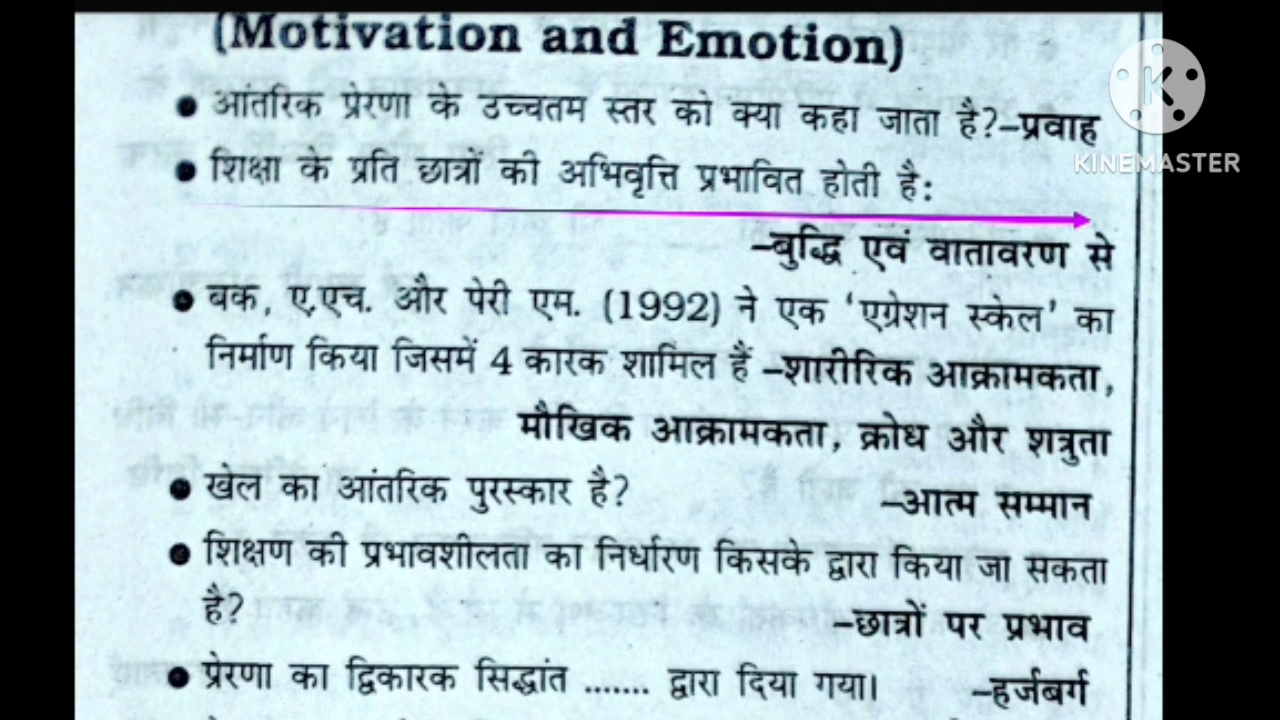 (Motivation and Emotion)
● आंतरिक प्रेरणा के उच्चतम स्तर को क्या कहा जाता है?–प्रवाह
KINEMASTER
● शिक्षा के प्रति छात्रों की अभिवृत्ति प्रभावित होती है:
–बुद्धि एवं वातावरण से
● बक, ए.एच. और पेरी एम. (1992) ने एक ‘एग्रेशन स्केल’ का
निर्माण किया जिसमें 4 कारक शामिल हैं –शारीरिक आक्रामकता,
मौखिक आक्रामकता, क्रोध और शत्रुता
● खेल का आंतरिक पुरस्कार है? –आत्म सम्मान
● शिक्षण की प्रभावशीलता का निर्धारण किसके द्वारा किया जा सकता
है? –छात्रों पर प्रभाव
● प्रेरणा का द्विकारक सिद्धांत ....... द्वारा दिया गया। –हर्जबर्ग